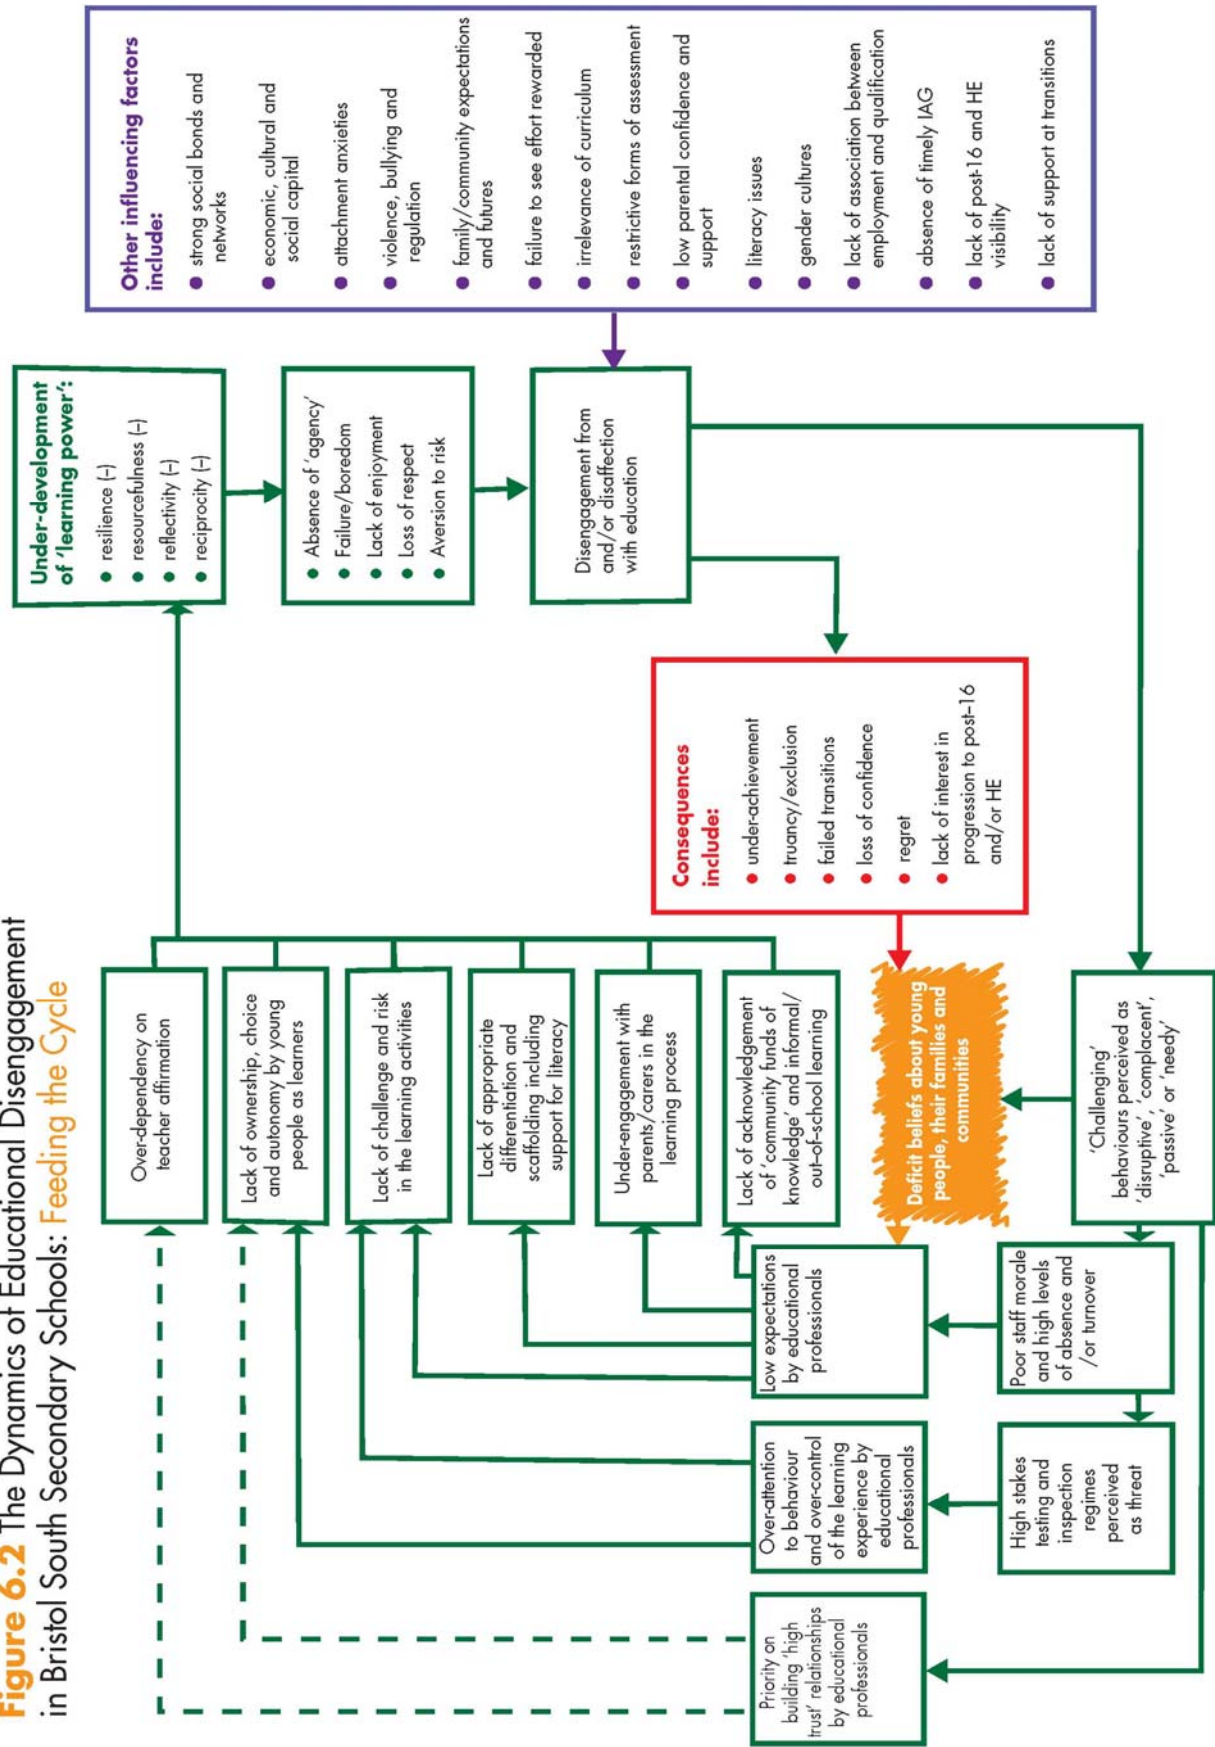 Figure 6.2 The Dynamics of Educational Disengagement
in Bristol South Secondary Schools: Feeding the Cycle
Over-dependency on
teacher affirmation
Lack of ownership, choice
and autonomy by young
people as learners
Lack of challenge and risk
in the learning activities
Lack of appropriate
differentiation and
scaffolding including
support for literacy
Under-engagement with
parents/carers in the
learning process
Lack of acknowledgement
of 'community funds of
knowledge' and informal/
out-of-school learning
Under-development
of 'learning power':
● resilience (–)
● resourcefulness (–)
● reflectivity (–)
● reciprocity (–)
● Absence of 'agency'
● Failure/boredom
● Lack of enjoyment
● Loss of respect
● Aversion to risk
Disengagement from
and/or disaffection
with education
Other influencing factors
include:
● strong social bonds and
networks
● economic, cultural and
social capital
● attachment anxieties
● violence, bullying and
regulation
● family/community expectations
and futures
● failure to see effort rewarded
● irrelevance of curriculum
● restrictive forms of assessment
● low parental confidence and
support
● literacy issues
● gender cultures
● lack of association between
employment and qualification
● absence of timely IAG
● lack of post-16 and HE
visibility
● lack of support at transitions
Consequences
include:
● under-achievement
● truancy/exclusion
● failed transitions
● loss of confidence
● regret
● lack of interest in
progression to post–16
and/or HE
Priority on
building 'high
trust' relationships
by educational
professionals
Over-attention
to behaviour
and over-control
of the learning
experience by
educational
professionals
Low expectations
by educational
professionals
Deficit beliefs about young
people, their families and
communities
High stakes
testing and
inspection
regimes
perceived
as threat
Poor staff morale
and high levels
of absence and
/or turnover
'Challenging'
behaviours perceived as
'disruptive', 'complacent',
'passive' or 'needy'